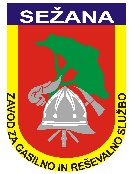 SEŽANA
ZAVOD ZA GASILNO IN REŠEVALNO SLUŽBO